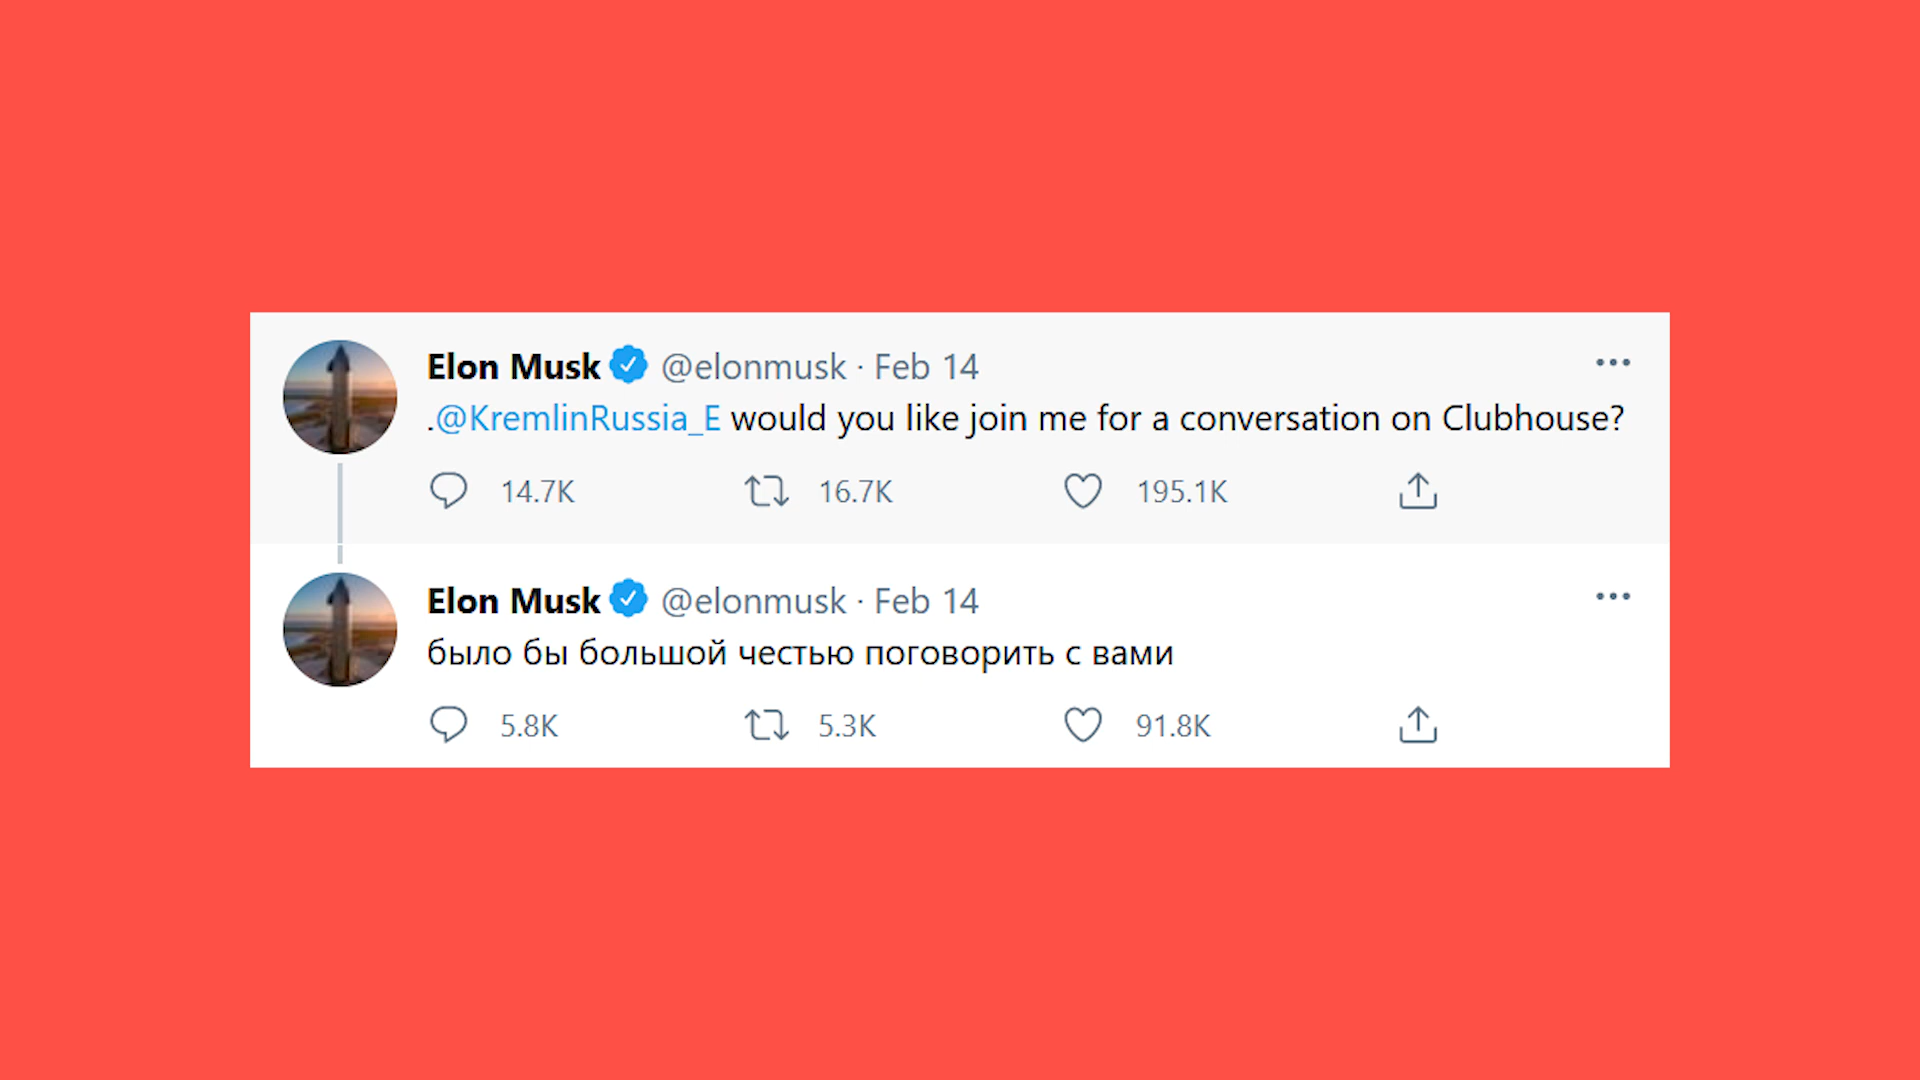 Elon Musk @elonmusk · Feb 14
.@KremlinRussia_E would you like join me for a conversation on Clubhouse?
14.7K 16.7K 195.1K
Elon Musk @elonmusk · Feb 14
было бы большой честью поговорить с вами
5.8K 5.3K 91.8K